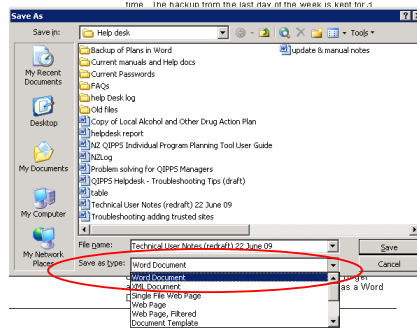 time. The backup from the last day of the week is kept for 3
Save As
Save in: Help desk Tools
My Recent Documents
Desktop
My Documents
My Computer
My Network Places
Backup of Plans in Word
Current manuals and Help docs
Current Passwords
FAQs
help Desk log
Old files
Copy of Local Alcohol and Other Drug Action Plan
helpdesk report
NZ QIPPS Individual Program Planning Tool User Guide
NZLog
Problem solving for QIPPS Managers
QIPPS Helpdesk - Troubleshooting Tips (draft)
table
Technical User Notes (redraft) 22 June 09
Troubleshooting adding trusted sites
update & manual notes
File name: Technical User Notes (redraft) 22 June 09 Save
Save as type: Word Document Cancel
Word Document
XML Document
Single File Web Page
as a Word
Web Page
Web Page, Filtered
Document Template